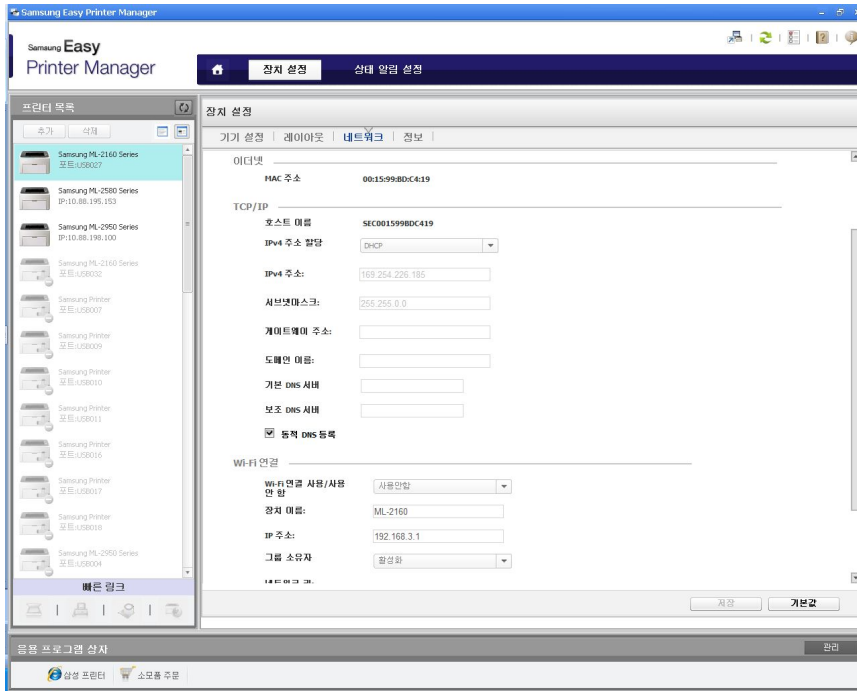 Samsung Easy Printer Manager
Samsung Easy
Printer Manager
장치 설정
상태 알림 설정
프린터 목록
추가
삭제
Samsung ML-2160 Series
포트:USB027
Samsung ML-2580 Series
IP:10.88.195.153
Samsung ML-2950 Series
IP:10.88.198.100
Samsung ML-2160 Series
포트:USB032
Samsung Printer
포트:USB007
Samsung Printer
포트:USB009
Samsung Printer
포트:USB010
Samsung Printer
포트:USB011
Samsung Printer
포트:USB016
Samsung Printer
포트:USB017
Samsung Printer
포트:USB018
Samsung ML-2950 Series
포트:USB004
빠른 링크
장치 설정
기기 설정 | 레이아웃 | 네트워크 | 정보
이더넷
MAC 주소 00:15:99:BD:C4:19
TCP/IP
호스트 이름 SEC001599BDC419
IPv4 주소 할당 DHCP
IPv4 주소: 169.254.226.185
서브넷마스크: 255.255.0.0
게이트웨이 주소:
도메인 이름:
기본 DNS 서버
보조 DNS 서버
동적 DNS 등록
Wi-Fi 연결
Wi-Fi 연결 사용/사용
안 함 사용안함
장치 이름: ML-2160
IP 주소: 192.168.3.1
그룹 소유자 활성화
저장
기본값
응용 프로그램 상자
관리
삼성 프린터
소모품 주문